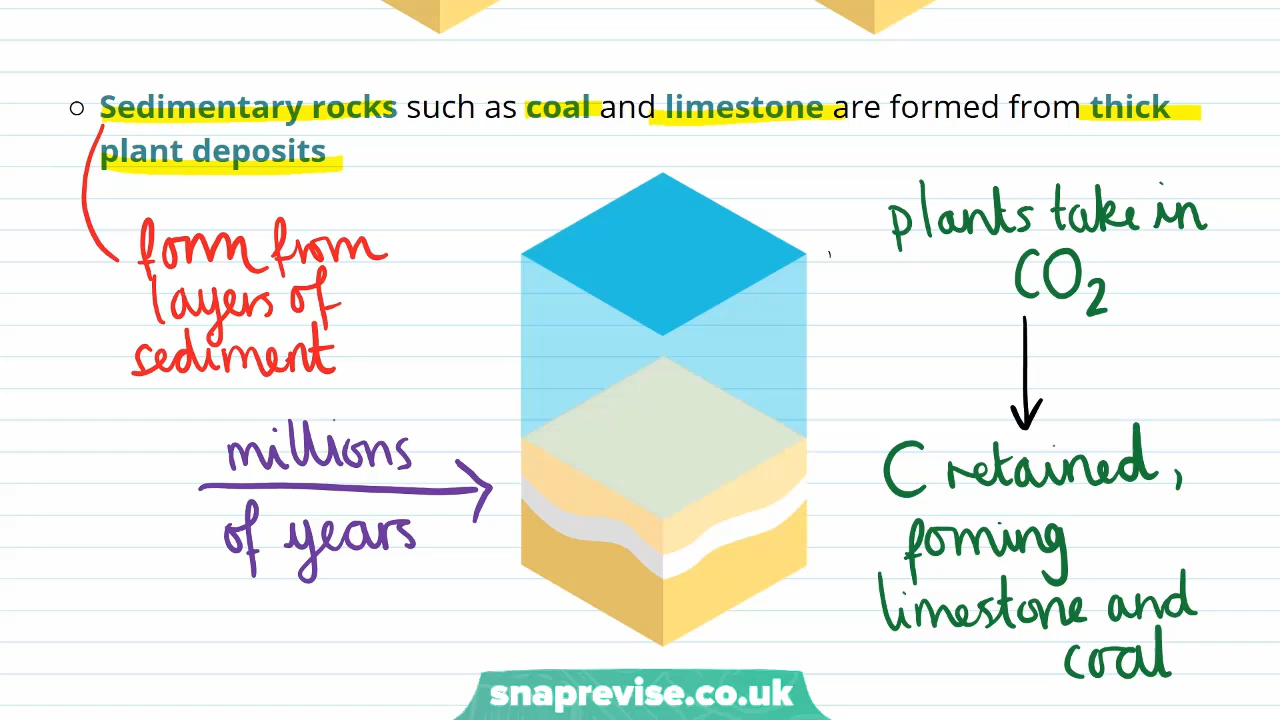 Sedimentary rocks such as coal and limestone are formed from thick
plant deposits
form from
layers of
sediment
millions
of years
plants take in
CO2
C retained,
forming
limestone and
coal
snaprevise.co.uk